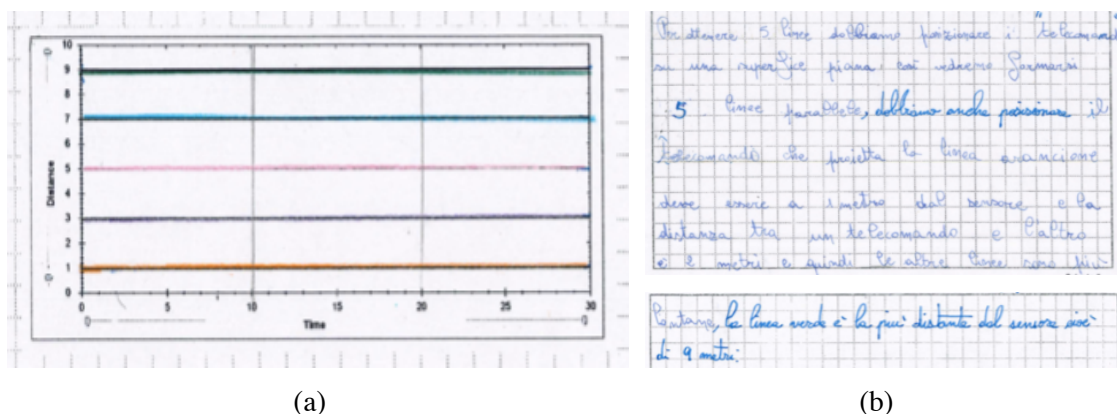 10
9
8
7
6
5
4
3
2
1
0
Distance
0 5 10 15 20 25 30
Time
Per ottenere 5 linee dobbiamo posizionare i "telecomandi"
su una superfice piana così vedremo formarsi
5 linee parallele, dobbiamo anche posizionare il
telecomando che proietta la linea arancione
deve essere a 1 metro dal sensore e la
distanza tra un telecomando e l'altro
è 2 metri e quindi le altre linee sono più
lontane, la linea verde è la più distante dal sensore cioè
di 9 metri.
(a) (b)